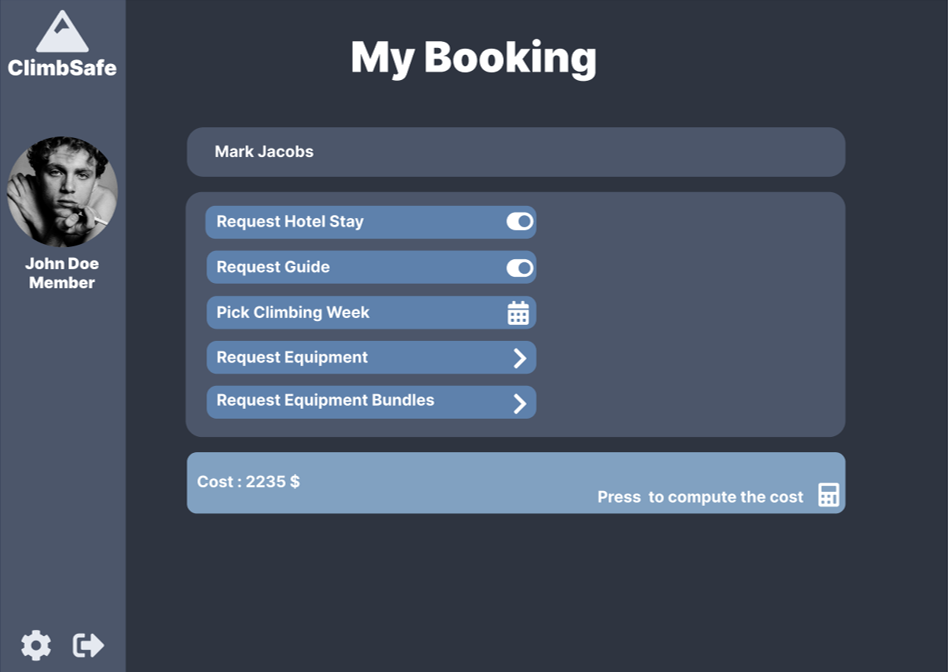 ClimbSafe
John Doe
Member
My Booking
Mark Jacobs
Request Hotel Stay
Request Guide
Pick Climbing Week
Request Equipment
Request Equipment Bundles
Cost : 2235 $
Press  to compute the cost